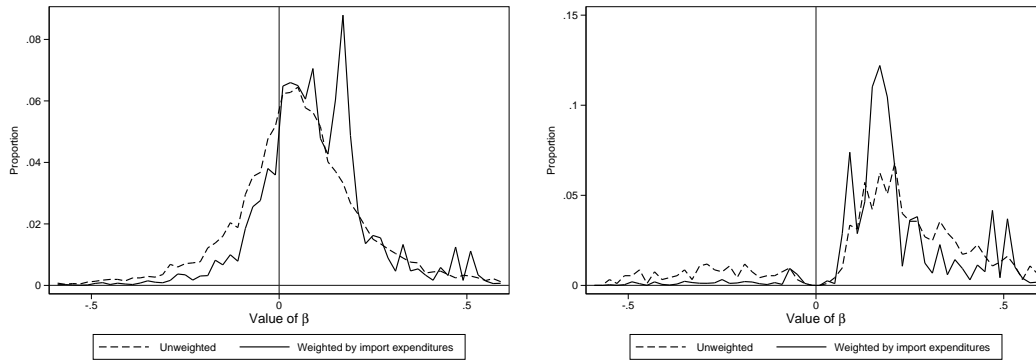 .08
.06
.04
.02
0
Proportion
-.5
0
.5
Value of β
Unweighted
Weighted by import expenditures
.15
.1
.05
0
Proportion
-.5
0
.5
Value of β
Unweighted
Weighted by import expenditures